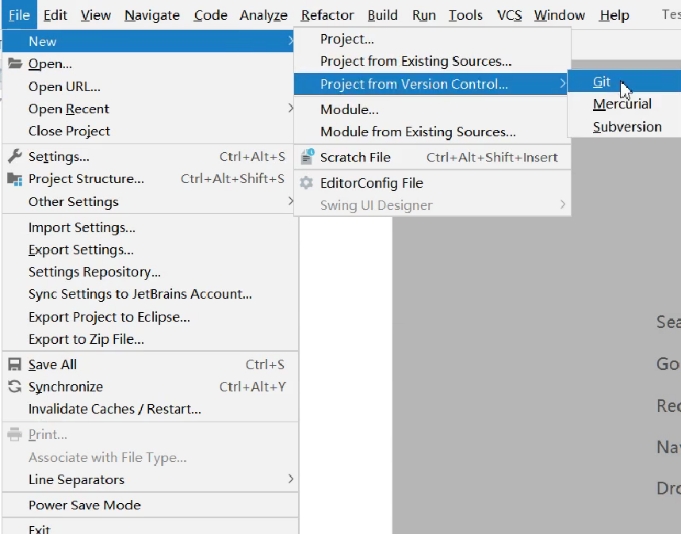 File Edit View Navigate Code Analyze Refactor Build Run Tools VCS Window Help Tes
New
Open...
Open URL...
Open Recent
Close Project
Settings... Ctrl+Alt+S
Project Structure... Ctrl+Alt+Shift+S
Other Settings
Import Settings...
Export Settings...
Settings Repository...
Sync Settings to JetBrains Account...
Export Project to Eclipse...
Export to Zip File...
Save All Ctrl+S
Synchronize Ctrl+Alt+Y
Invalidate Caches / Restart...
Print...
Associate with File Type...
Line Separators
Power Save Mode
Exit
Project...
Project from Existing Sources...
Project from Version Control...
Module...
Module from Existing Sources...
Scratch File Ctrl+Alt+Shift+Insert
EditorConfig File
Swing UI Designer
Git
Mercurial
Subversion
Sea
Go
Rec
Nav
Dro